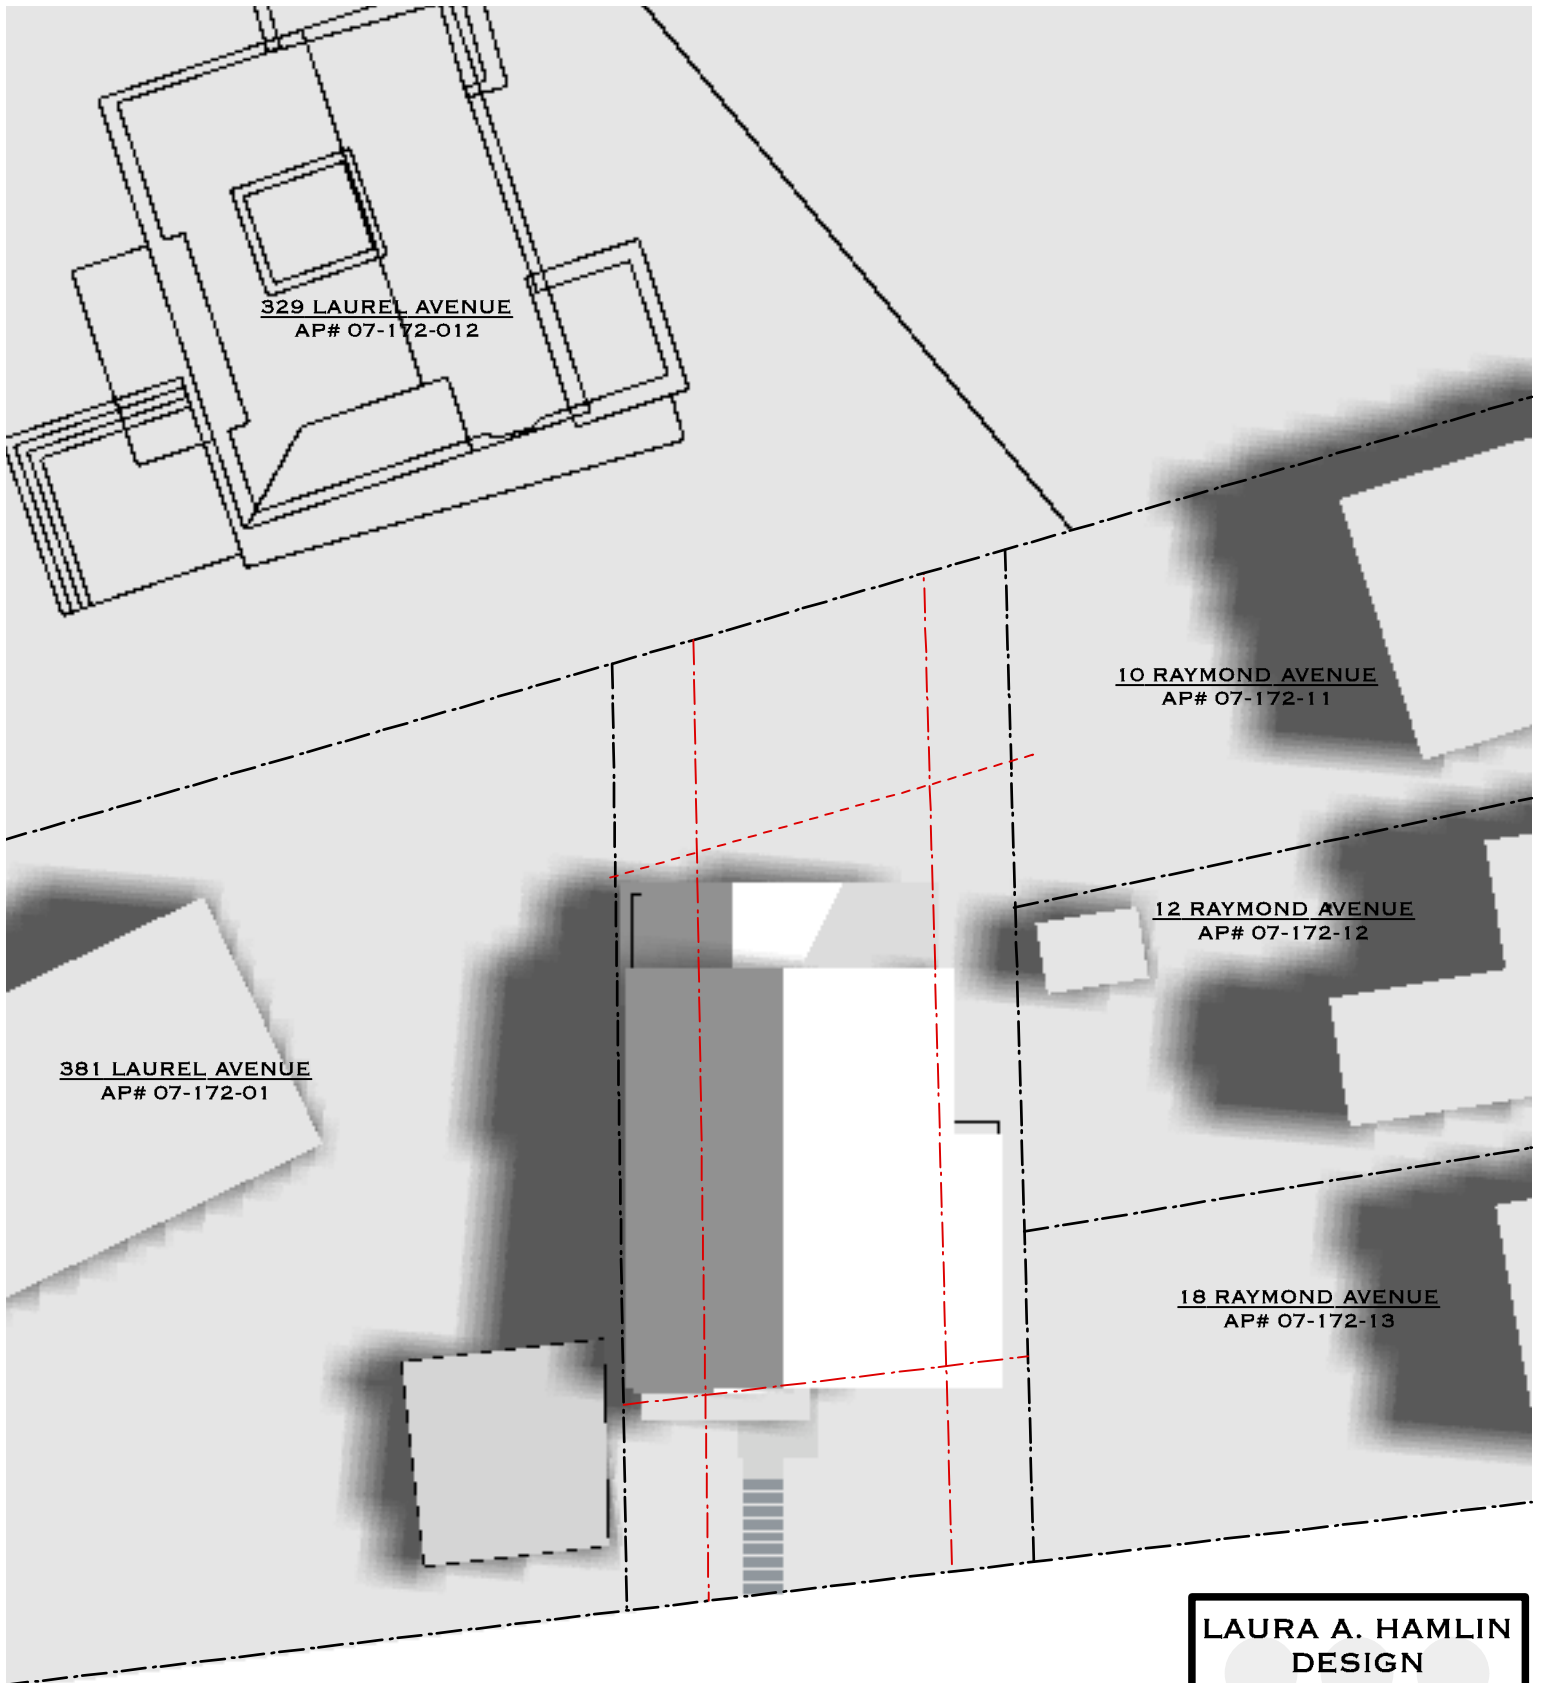 329 LAUREL AVENUE
AP# 07-172-012
10 RAYMOND AVENUE
AP# 07-172-11
12 RAYMOND AVENUE
AP# 07-172-12
381 LAUREL AVENUE
AP# 07-172-01
18 RAYMOND AVENUE
AP# 07-172-13
LAURA A. HAMLIN
DESIGN